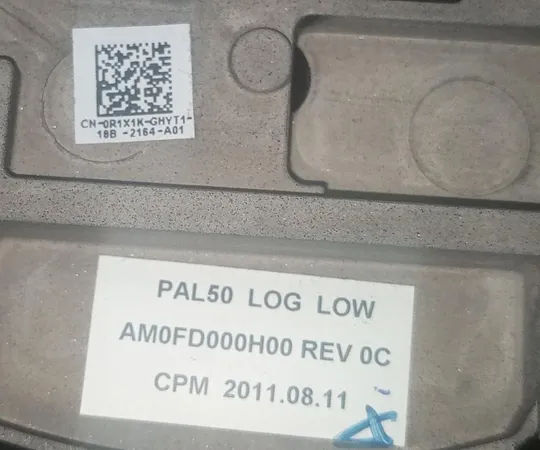 CN-0R1X1K-GHYT1-
18B -2164-A01
PAL50 LOG LOW
AM0FD000H00 REV 0C
CPM 2011.08.11